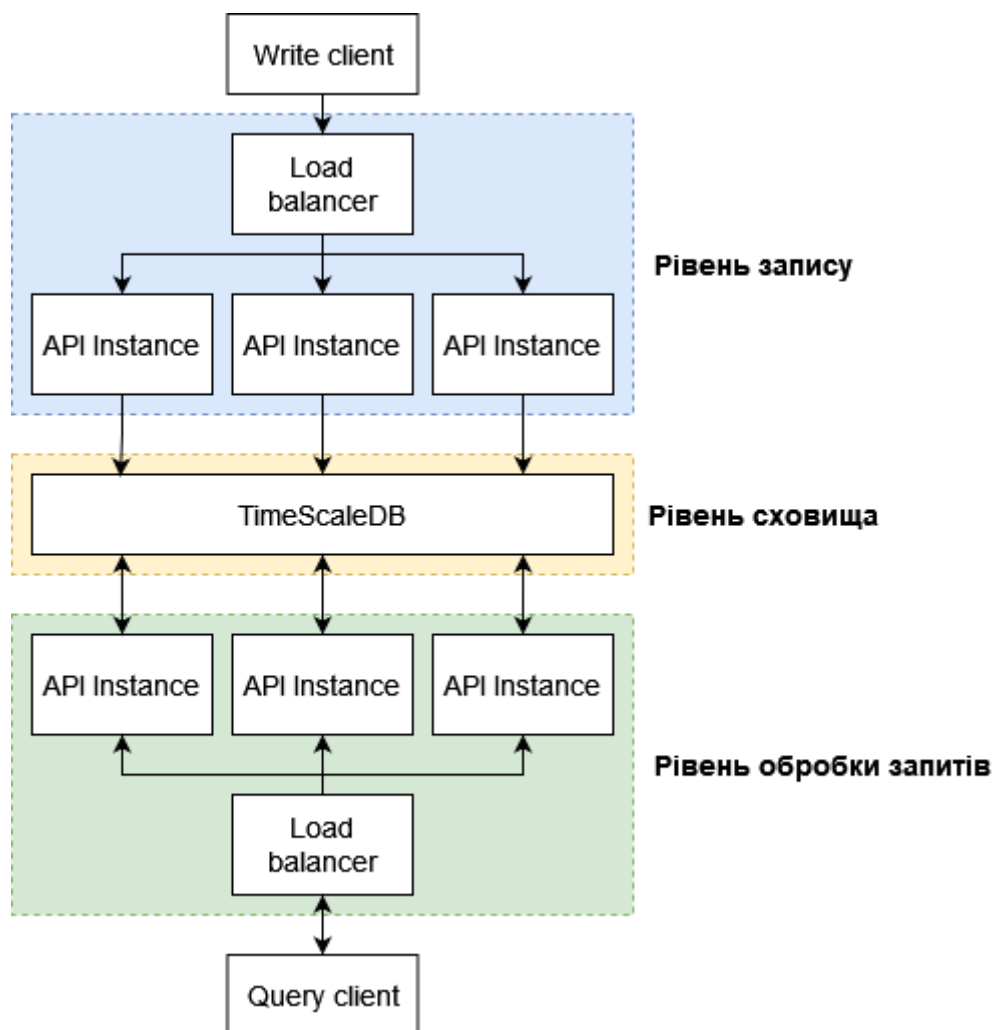 Write client
Load
balancer
Рівень запису
API Instance
API Instance
API Instance
TimeScaleDB
Рівень сховища
API Instance
API Instance
API Instance
Рівень обробки запитів
Load
balancer
Query client